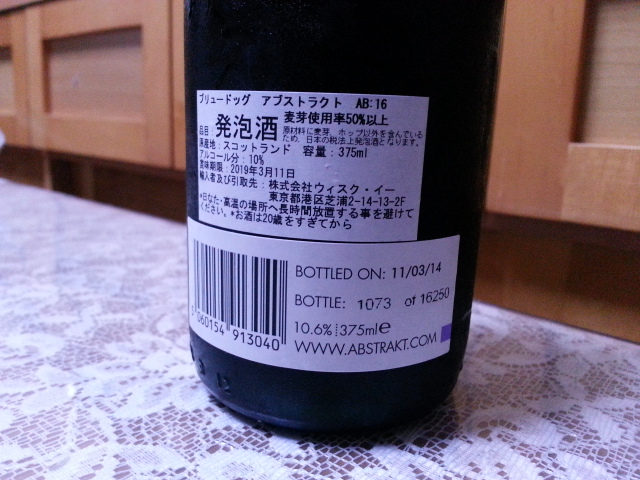 ブリュードッグ アブストラクト AB:16
麦芽使用率50%以上
品目: 発泡酒 原材料に麦芽、ホップ以外を含んでいる
ため、日本の税法上発泡酒となります。
原産地: スコットランド 容量: 375ml
アルコール分: 10%
賞味期限: 2019年3月11日
輸入者及び引取先: 株式会社ウィスク・イー
東京都港区芝浦2-14-13-2F
*日なた・高温の場所へ長時間放置する事を避けて
ください。*お酒は20歳をすぎてから
BOTTLED ON: 11/03/14
BOTTLE: 1073 of 16250
10.6% 375ml e
WWW.ABSTRAKT.COM
5 060154 913040